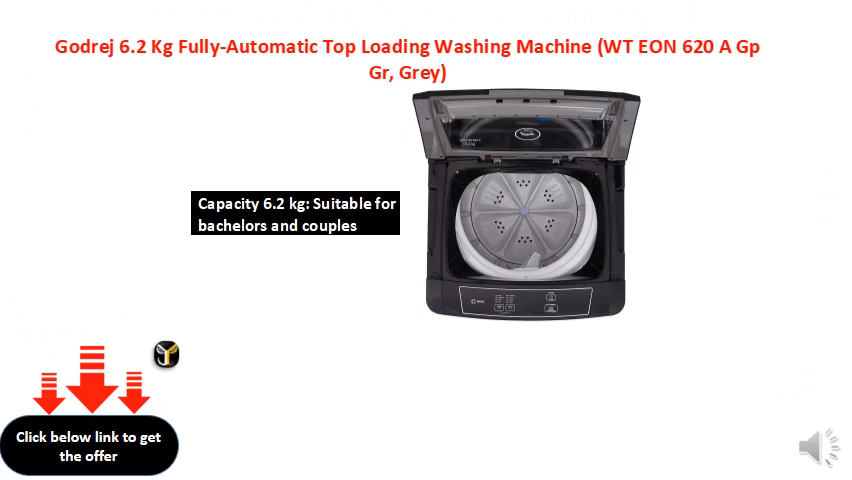 Godrej 6.2 Kg Fully-Automatic Top Loading Washing Machine (WT EON 620 A Gp
Gr, Grey)
Capacity 6.2 kg: Suitable for
bachelors and couples
Click below link to get
the offer